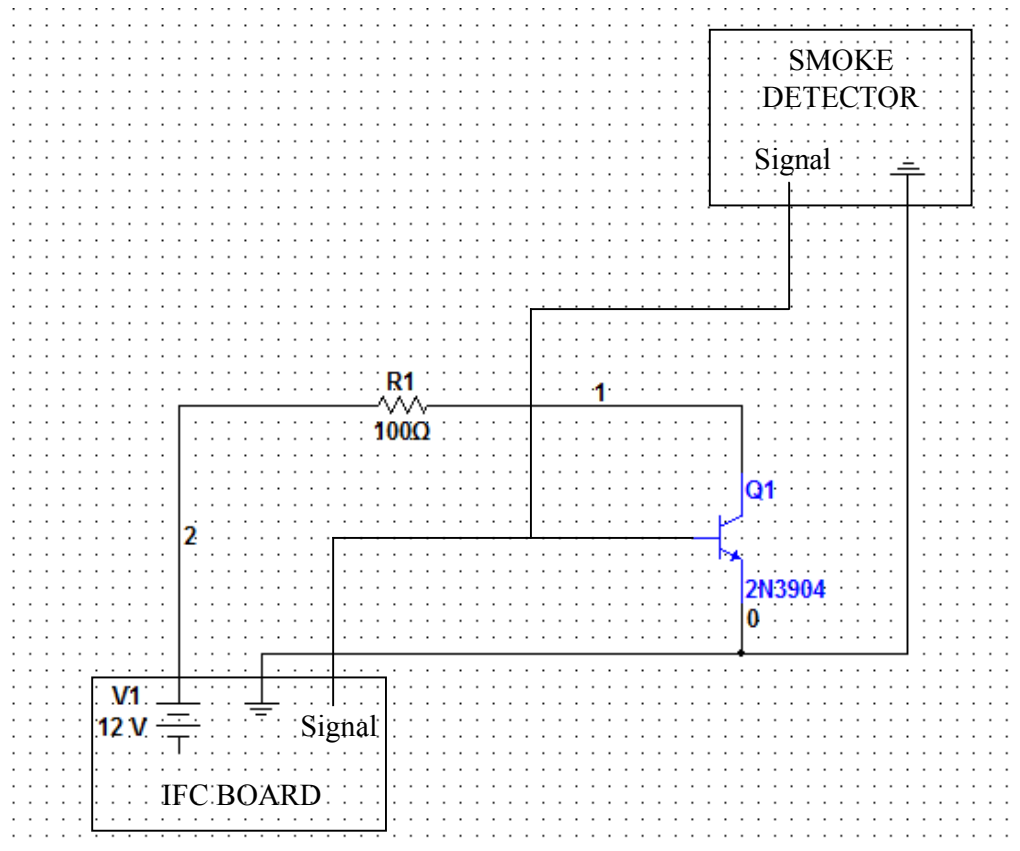 SMOKE
DETECTOR
Signal
R1
100Ω
1
Q1
2
2N3904
0
V1
12 V
Signal
IFC BOARD